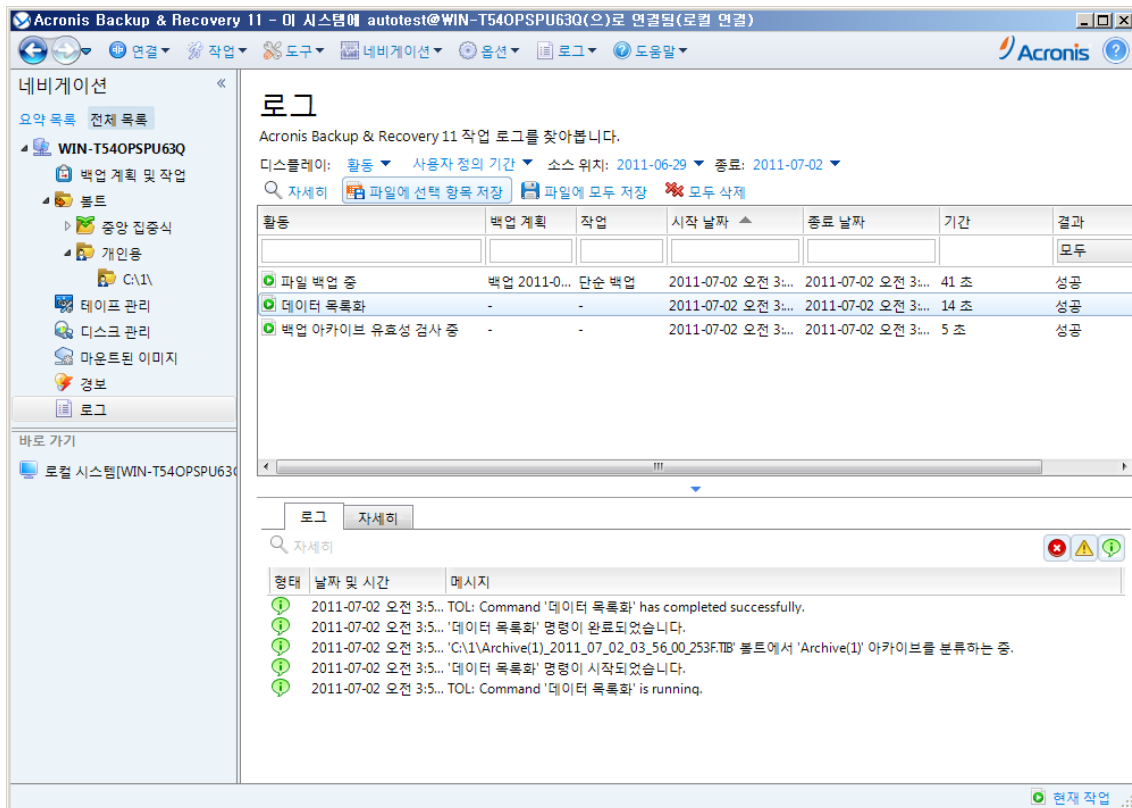 Acronis Backup & Recovery 11 - 이 시스템에 autotest@WIN-T54OPSPU63Q(으)로 연결됨(로컬 연결)
연결 작업 도구 네비게이션 옵션 로그 도움말 Acronis
네비게이션
요약 목록 전체 목록
WIN-T54OPSPU63Q
백업 계획 및 작업
볼트
중앙 집중식
개인용
C:\1\
테이프 관리
디스크 관리
마운트된 이미지
경보
로그
바로 가기
로컬 시스템[WIN-T54OPSPU63
로그
Acronis Backup & Recovery 11 작업 로그를 찾아봅니다.
디스플레이: 활동 사용자 정의 기간 소스 위치: 2011-06-29 종료: 2011-07-02
자세히 파일에 선택 항목 저장 파일에 모두 저장 모두 삭제
활동 백업 계획 작업 시작 날짜 종료 날짜 기간 결과
모두
파일 백업 중 백업 2011-0... 단순 백업 2011-07-02 오전 3:... 2011-07-02 오전 3:... 41 초 성공
데이터 목록화 - - 2011-07-02 오전 3:... 2011-07-02 오전 3:... 14 초 성공
백업 아카이브 유효성 검사 중 - - 2011-07-02 오전 3:... 2011-07-02 오전 3:... 5 초 성공
로그 자세히
자세히
형태 날짜 및 시간 메시지
2011-07-02 오전 3:5... TOL: Command '데이터 목록화' has completed successfully.
2011-07-02 오전 3:5... '데이터 목록화' 명령이 완료되었습니다.
2011-07-02 오전 3:5... 'C:\1\Archive(1)_2011_07_02_03_56_00_253F.TIB' 볼트에서 'Archive(1)' 아카이브를 분류하는 중.
2011-07-02 오전 3:5... '데이터 목록화' 명령이 시작되었습니다.
2011-07-02 오전 3:5... TOL: Command '데이터 목록화' is running.
현재 작업